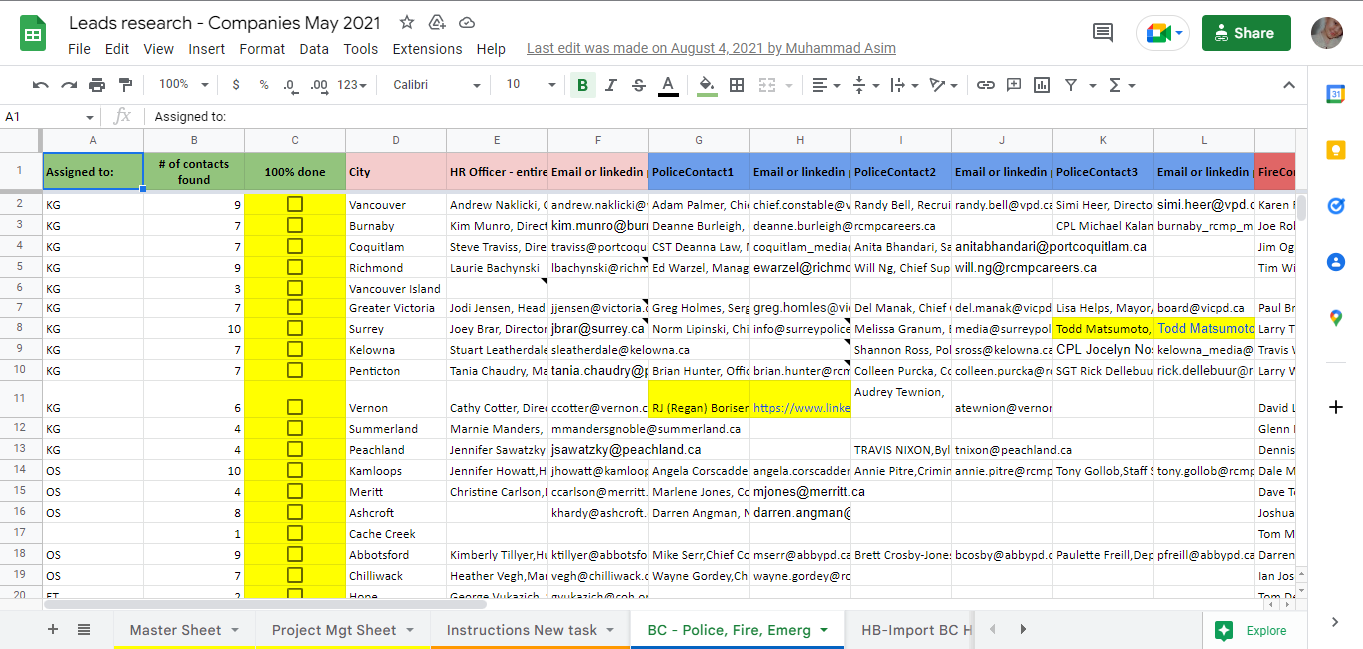 Leads research - Companies May 2021
File Edit View Insert Format Data Tools Extensions Help Last edit was made on August 4, 2021 by Muhammad Asim
Share
100% $ % .0 .00 123 Calibri 10 B I S A
31
A1 fx Assigned to:
A B C D E F G H I J K L
1 Assigned to: # of contacts found 100% done City HR Officer - entire Email or linkedin PoliceContact1 Email or linkedin PoliceContact2 Email or linkedin PoliceContact3 Email or linkedin FireCon
2 KG 9 Vancouver Andrew Naklicki, andrew.naklicki@ Adam Palmer, Chi chief.constable@v Randy Bell, Recrui randy.bell@vpd.ca Simi Heer, Directo simi.heer@vpd.c Karen
3 KG 7 Burnaby Kim Munro, Direct kim.munro@burn Deanne Burleigh, deanne.burleigh@rcmpcareers.ca CPL Michael Kalan burnaby_rcmp_m Joe Rol
4 KG 7 Coquitlam Steve Traviss, Dire traviss@portcoqu CST Deanna Law, coquitlam_media@ Anita Bhandari, Sa anitabhandari@portcoquitlam.ca Jim Og
5 KG 9 Richmond Laurie Bachynski lbachynski@richm Ed Warzel, Manag ewarzel@richmo Will Ng, Chief Sup will.ng@rcmpcareers.ca Tim Wi
6 KG 3 Vancouver Island
7 KG 7 Greater Victoria Jodi Jensen, Head jjensen@victoria. Greg Holmes, Serg greg.homles@vi Del Manak, Chief del.manak@vicpd Lisa Helps, Mayor, board@vicpd.ca Paul Br
8 KG 10 Surrey Joey Brar, Director jbrar@surrey.ca Norm Lipinski, Chi info@surreypolice Melissa Granum, media@surreypol Todd Matsumoto, Todd Matsumoto Larry T
9 KG 7 Kelowna Stuart Leatherdale sleatherdale@kelowna.ca Shannon Ross, Pol sross@kelowna.ca CPL Jocelyn Nos kelowna_media@ Travis
10 KG 7 Penticton Tania Chaudry, Ma tania.chaudry@p Brian Hunter, Offic brian.hunter@rcm Colleen Purcka, Co colleen.purcka@r SGT Rick Dellebuu rick.dellebuur@r Larry
11 KG 6 Vernon Cathy Cotter, Direc ccotter@vernon.c RJ (Regan) Borisen https://www.linke Audrey Tewnion, atewnion@vernon David L
12 KG 4 Summerland Marnie Manders, mmandersgnoble@summerland.ca Glenn
13 KG 4 Peachland Jennifer Sawatzky jsawatzky@peachland.ca TRAVIS NIXON,Byl tnixon@peachland.ca Dennis
14 OS 10 Kamloops Jennifer Howatt,H jhowatt@kamloop Angela Corscadde angela.corscadden Annie Pitre,Crimin annie.pitre@rcmp Tony Gollob,Staff S tony.gollob@rcmp Dale M
15 OS 4 Meritt Christine Carlson, ccarlson@merritt. Marlene Jones, Co mjones@merritt.ca Dave T
16 OS 8 Ashcroft khardy@ashcroft. Darren Angman, darren.angman@ Joshua
17 1 Cache Creek Tom M
18 OS 9 Abbotsford Kimberly Tillyer,Hu ktillyer@abbotsfo Mike Serr,Chief Co mserr@abbypd.ca Brett Crosby-Jones bcosby@abbypd.c Paulette Freill,Dep pfreill@abbypd.ca Darren
19 OS 7 Chilliwack Heather Vegh,Man vegh@chilliwack.c Wayne Gordey,Ch wayne.gordey@rc Ian Jos
20 ET 2 Hope George Vukazich, gvukazich@coh.or Tom De
Master Sheet Project Mgt Sheet Instructions New task BC - Police, Fire, Emerg HB-Import BC H Explore